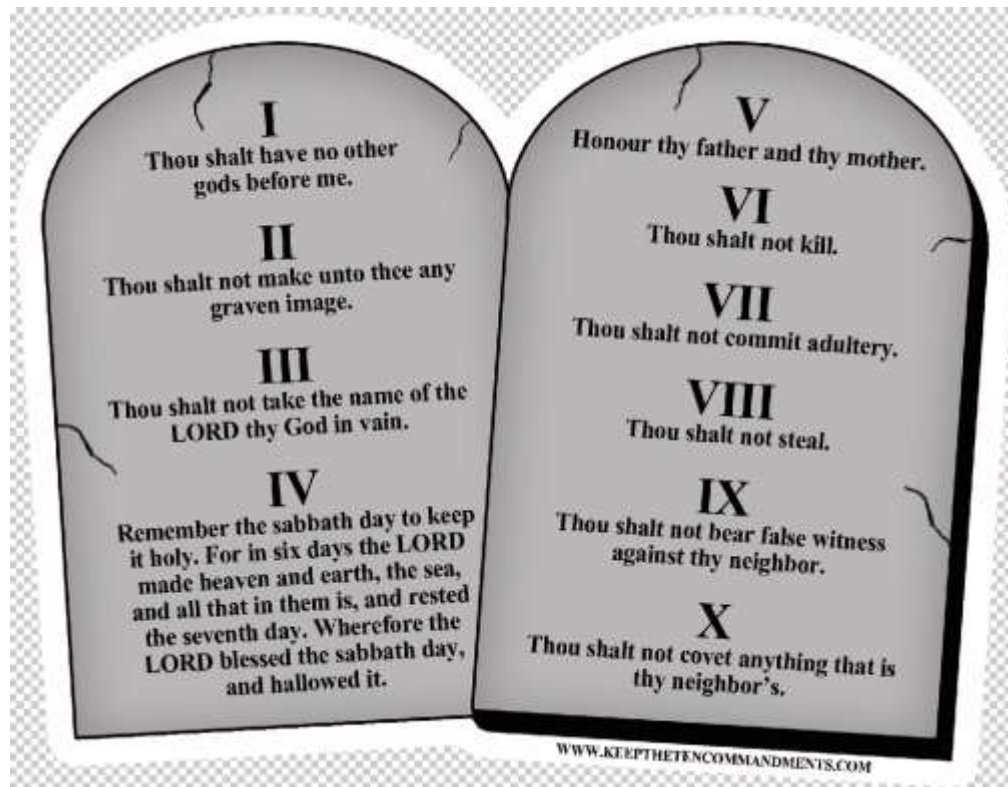 I
Thou shalt have no other
gods before me.
II
Thou shalt not make unto thee any
graven image.
III
Thou shalt not take the name of the
LORD thy God in vain.
IV
Remember the sabbath day to keep
it holy. For in six days the LORD
made heaven and earth, the sea,
and all that in them is, and rested
the seventh day. Wherefore the
LORD blessed the sabbath day,
and hallowed it.
V
Honour thy father and thy mother.
VI
Thou shalt not kill.
VII
Thou shalt not commit adultery.
VIII
Thou shalt not steal.
IX
Thou shalt not bear false witness
against thy neighbor.
X
Thou shalt not covet anything that is
thy neighbor's.
WWW.KEEPTHETENCOMMANDMENTS.COM